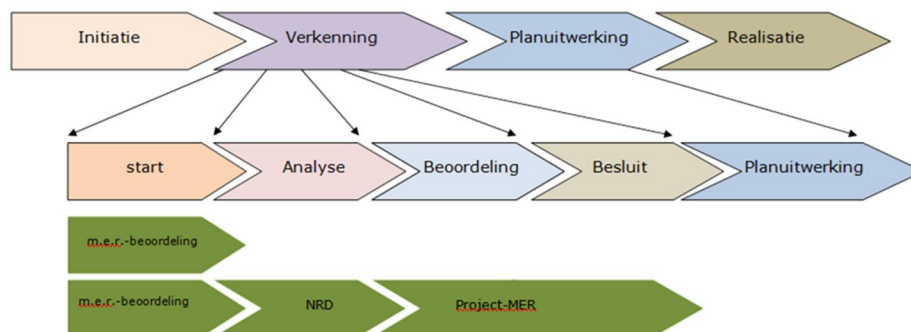 Initiatie
Verkenning
Planuitwerking
Realisatie
start
Analyse
Beoordeling
Besluit
Planuitwerking
m.e.r.-beoordeling
m.e.r.-beoordeling
NRD
Project-MER